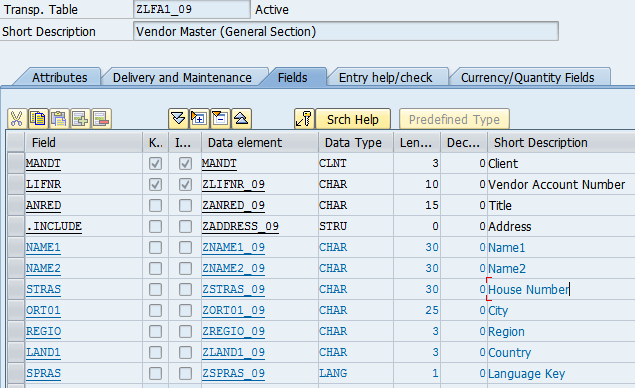 Transp. Table ZLFA1_09 Active
Short Description Vendor Master (General Section)
Attributes Delivery and Maintenance Fields Entry help/check Currency/Quantity Fields
Srch Help Predefined Type
Field K.. I... Data element Data Type Len... Dec... Short Description
MANDT MANDT CLNT 3 0 Client
LIFNR ZLIFNR_09 CHAR 10 0 Vendor Account Number
ANRED ZANRED_09 CHAR 15 0 Title
.INCLUDE ZADDRESS_09 STRU 0 0 Address
NAME1 ZNAME1_09 CHAR 30 0 Name1
NAME2 ZNAME2_09 CHAR 30 0 Name2
STRAS ZSTRAS_09 CHAR 30 0 House Number
ORT01 ZORT01_09 CHAR 25 0 City
REGIO ZREGIO_09 CHAR 3 0 Region
LAND1 ZLAND1_09 CHAR 3 0 Country
SPRAS ZSPRAS_09 LANG 1 0 Language Key